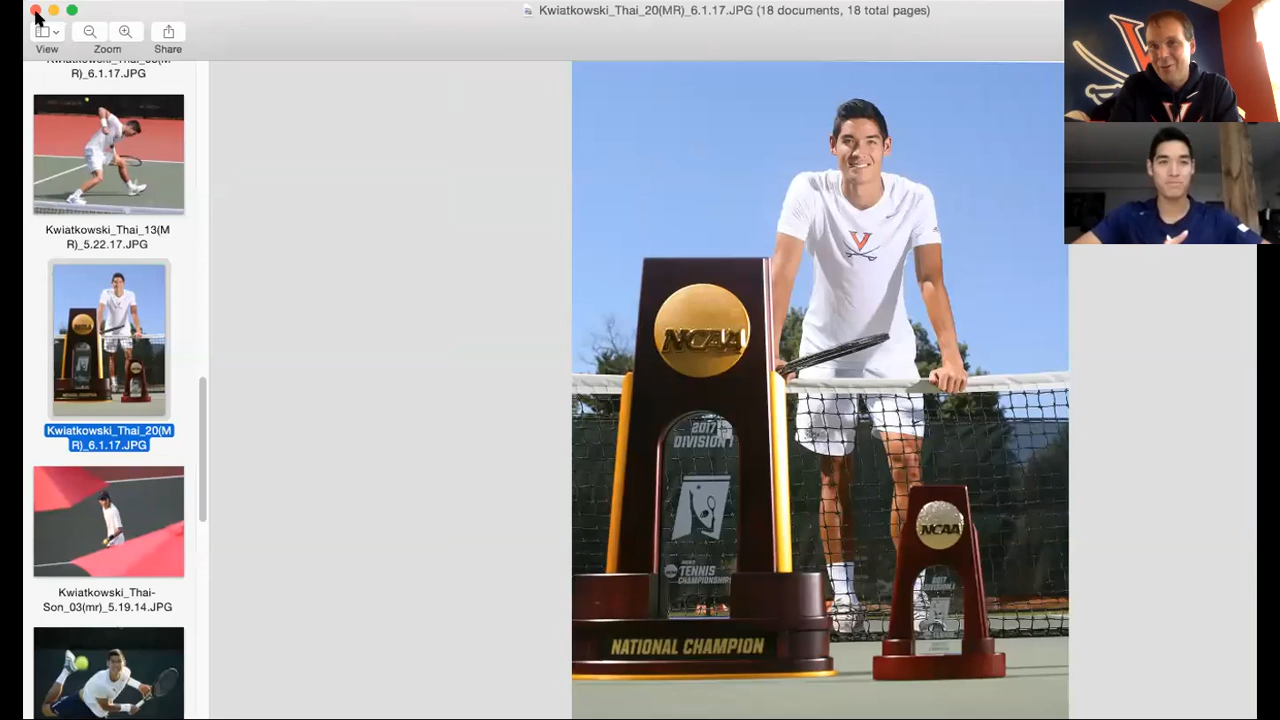 Kwiatkowski_Thai_20(MR)_6.1.17.JPG (18 documents, 18 total pages)
View
Zoom
Share
R)_6.1.17.JPG
Kwiatkowski_Thai_13(M
R)_5.22.17.JPG
Kwiatkowski_Thai_20(M
R)_6.1.17.JPG
Kwiatkowski_Thai-
Son_03(mr)_5.19.14.JPG
V
NCAA
2017
DIVISION I
NCAA
TENNIS
CHAMPIONSHIPS
NATIONAL CHAMPION
NCAA
V
V